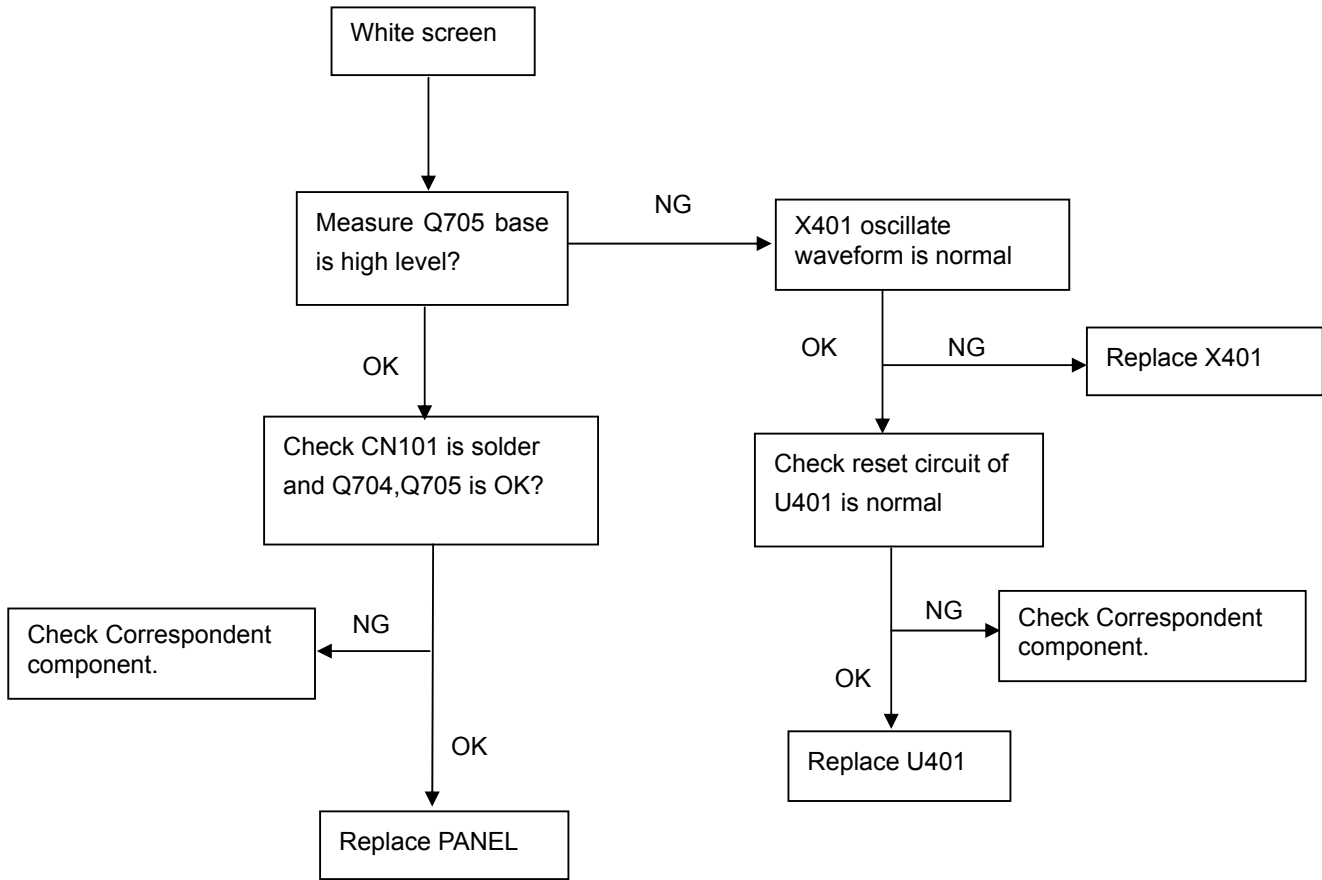 White screen
Measure Q705 base
is high level?
NG
X401 oscillate
waveform is normal
OK
OK
NG
Replace X401
Check CN101 is solder
and Q704,Q705 is OK?
Check reset circuit of
U401 is normal
NG
Check Correspondent
component.
NG
Check Correspondent
component.
OK
OK
Replace U401
Replace PANEL